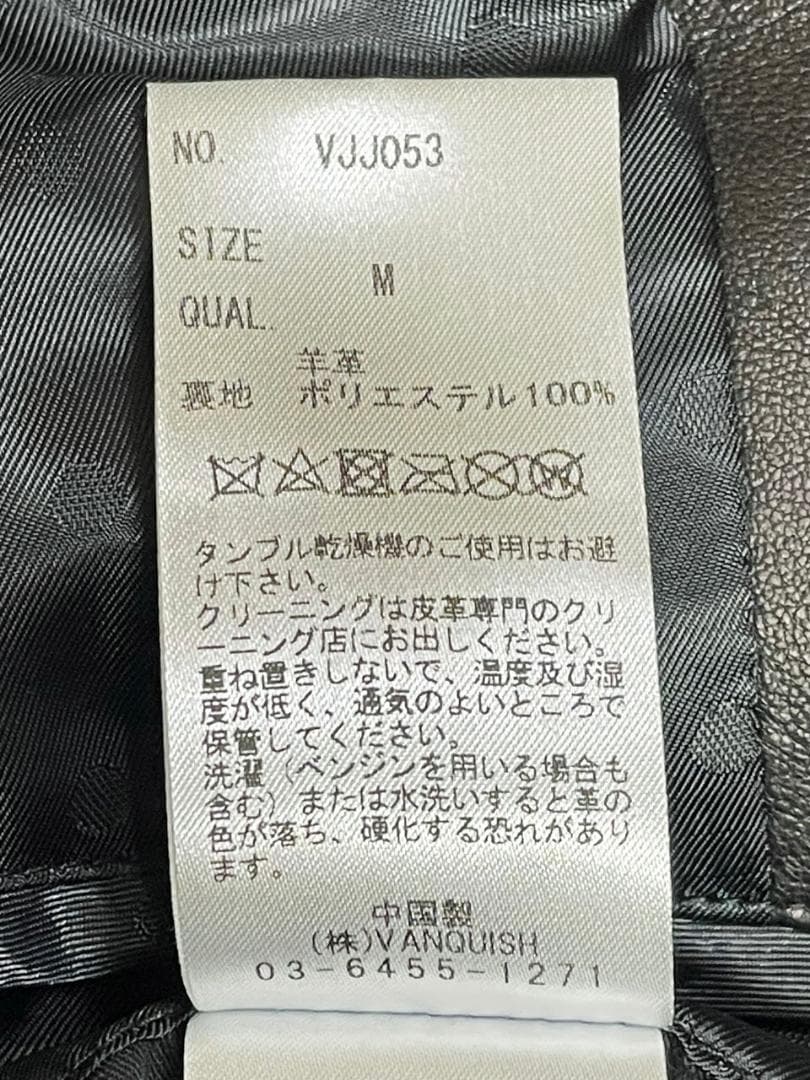 NO. VJJ053
SIZE
M
QUAL.
羊革
裏地 ポリエステル100%
タンブル乾燥機のご使用はお避
け下さい。
クリーニングは皮革専門のクリ
ーニング店にお出しください。
重ね置きしないで、温度及び湿
度が低く、通気のよいところで
保管してください。
洗濯(ベンジンを用いる場合も
含む)または水洗いすると革の
色が落ち、硬化する恐れがあり
ます。
中国製
(株)VANQUISH
03-6455-1271